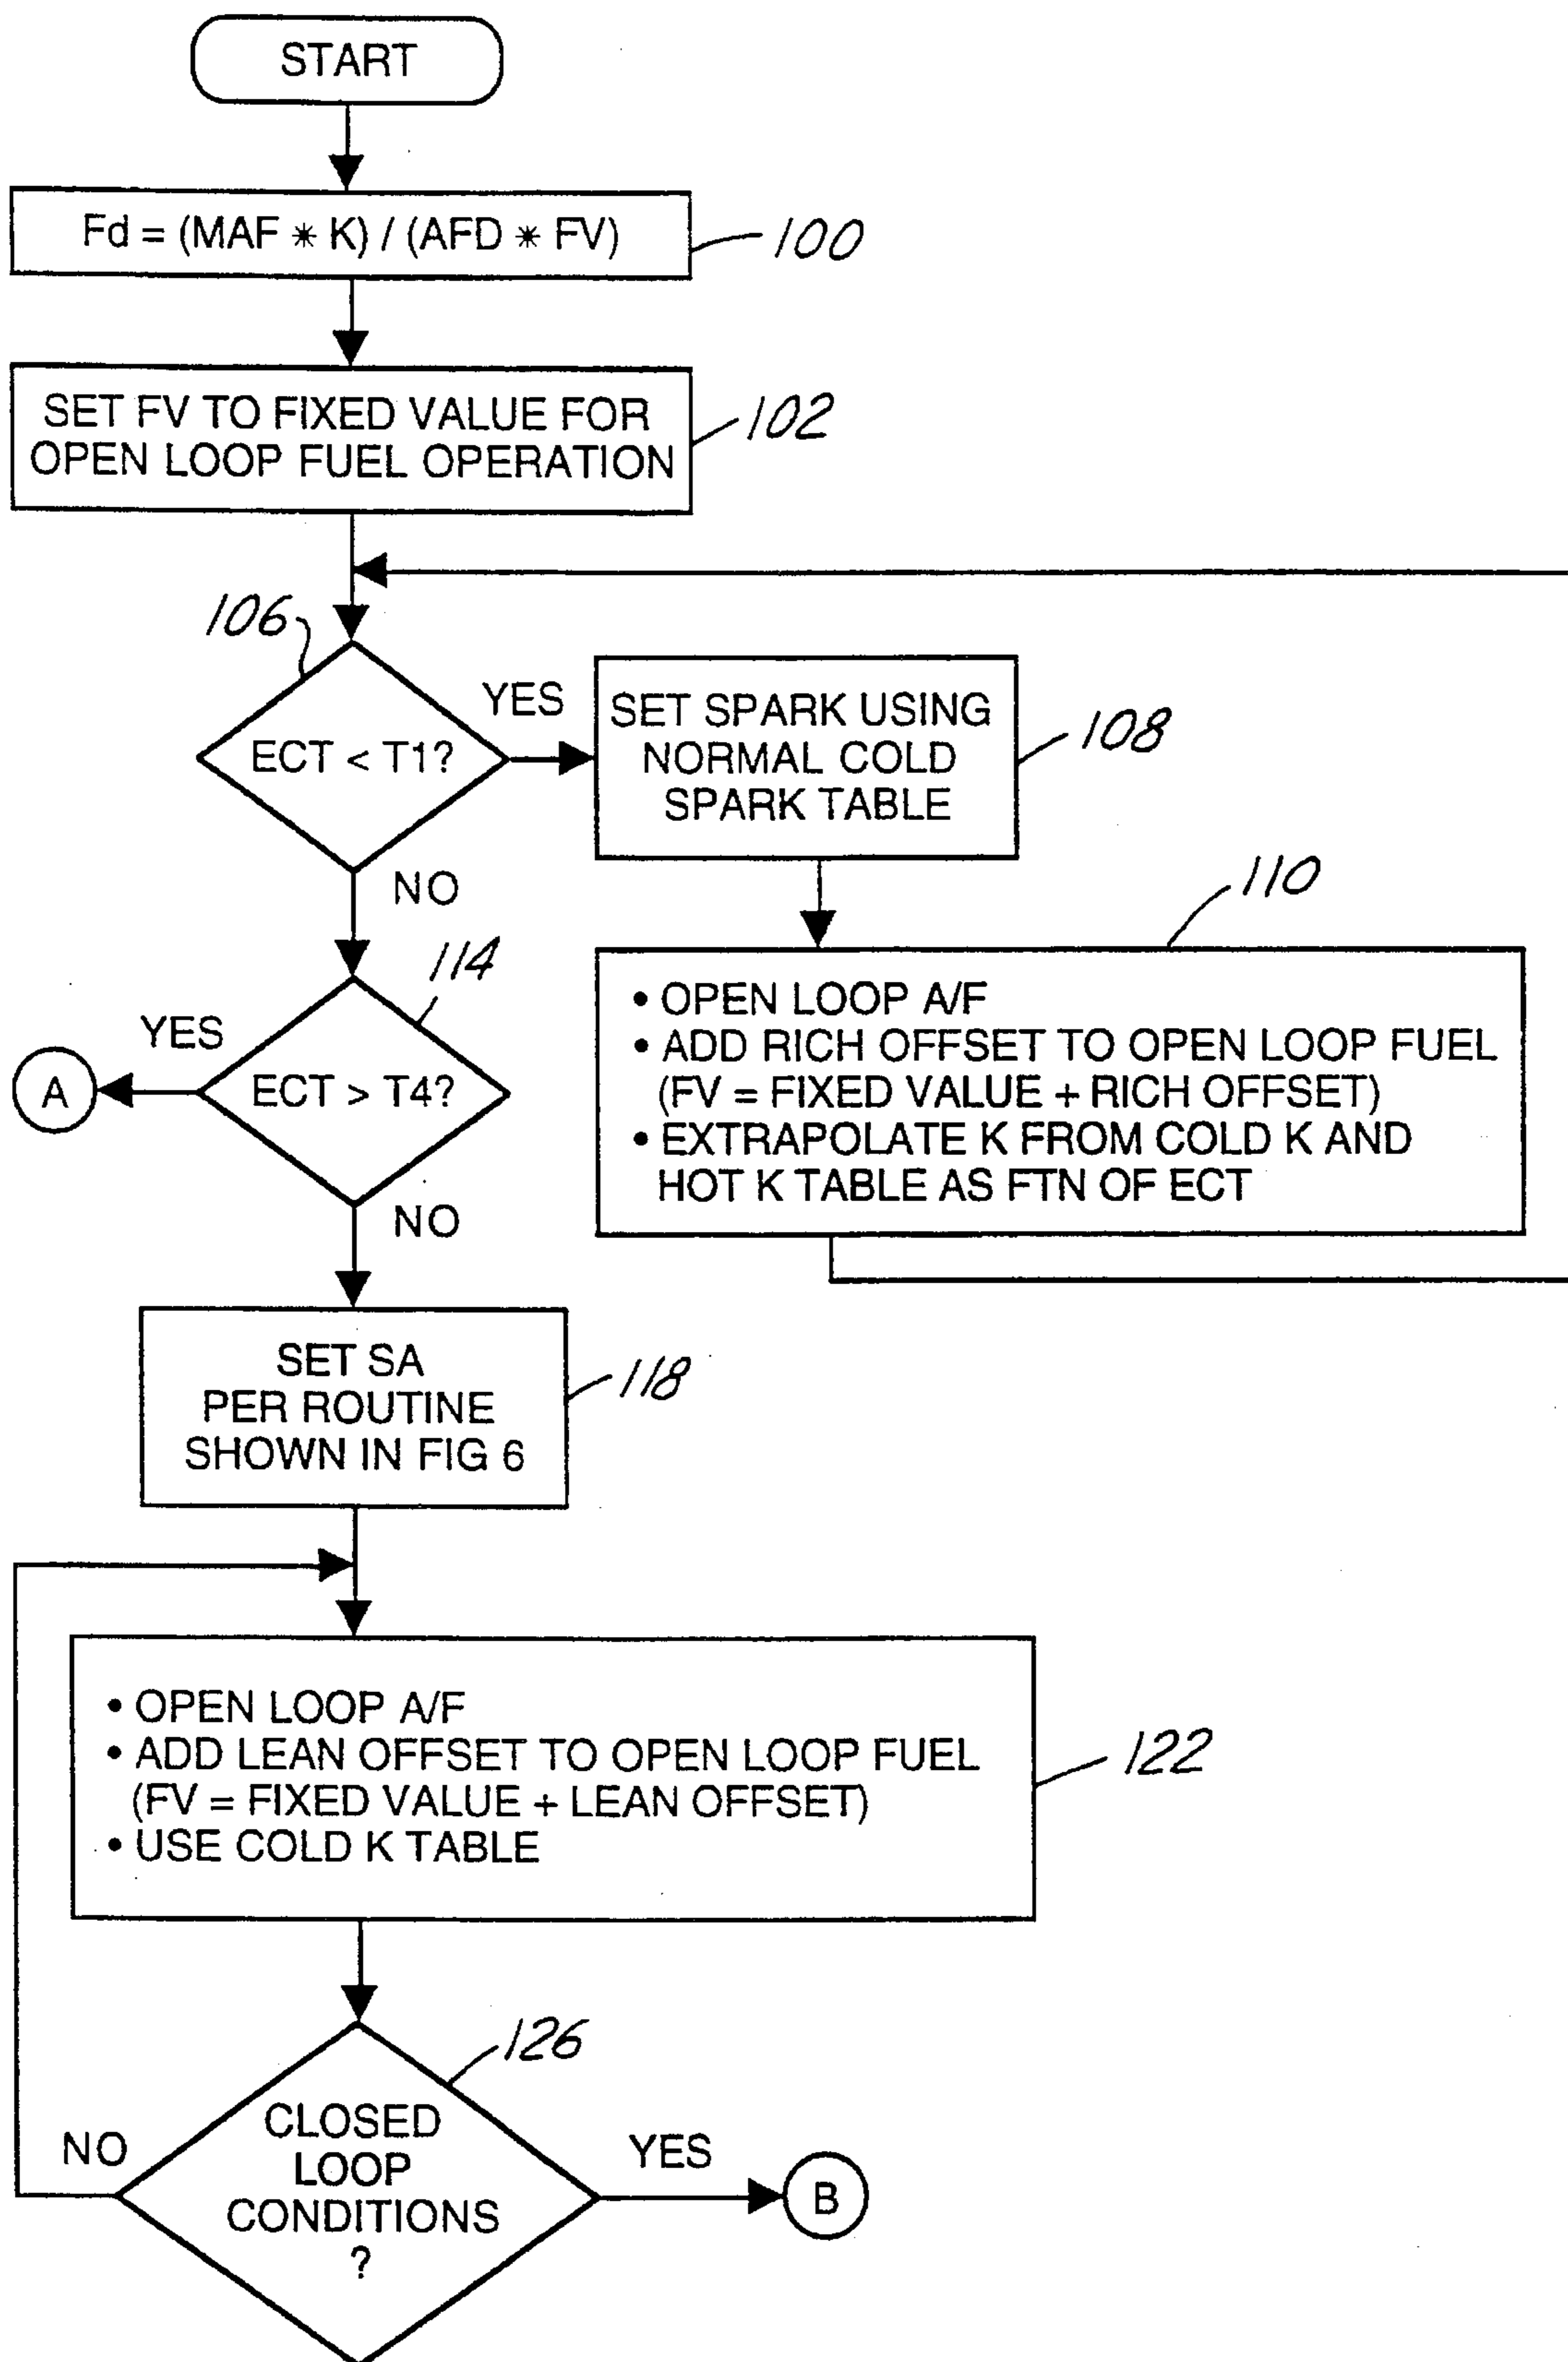 START
Fd = (MAF * K) / (AFD * FV)
100
SET FV TO FIXED VALUE FOR
OPEN LOOP FUEL OPERATION
102
106
ECT < T1?
YES
NO
SET SPARK USING
NORMAL COLD
SPARK TABLE
108
110
• OPEN LOOP A/F
• ADD RICH OFFSET TO OPEN LOOP FUEL
(FV = FIXED VALUE + RICH OFFSET)
• EXTRAPOLATE K FROM COLD K AND
HOT K TABLE AS FTN OF ECT
114
YES
A
ECT > T4?
NO
SET SA
PER ROUTINE
SHOWN IN FIG 6
118
• OPEN LOOP A/F
• ADD LEAN OFFSET TO OPEN LOOP FUEL
(FV = FIXED VALUE + LEAN OFFSET)
• USE COLD K TABLE
122
126
NO
CLOSED
LOOP
CONDITIONS
?
YES
B